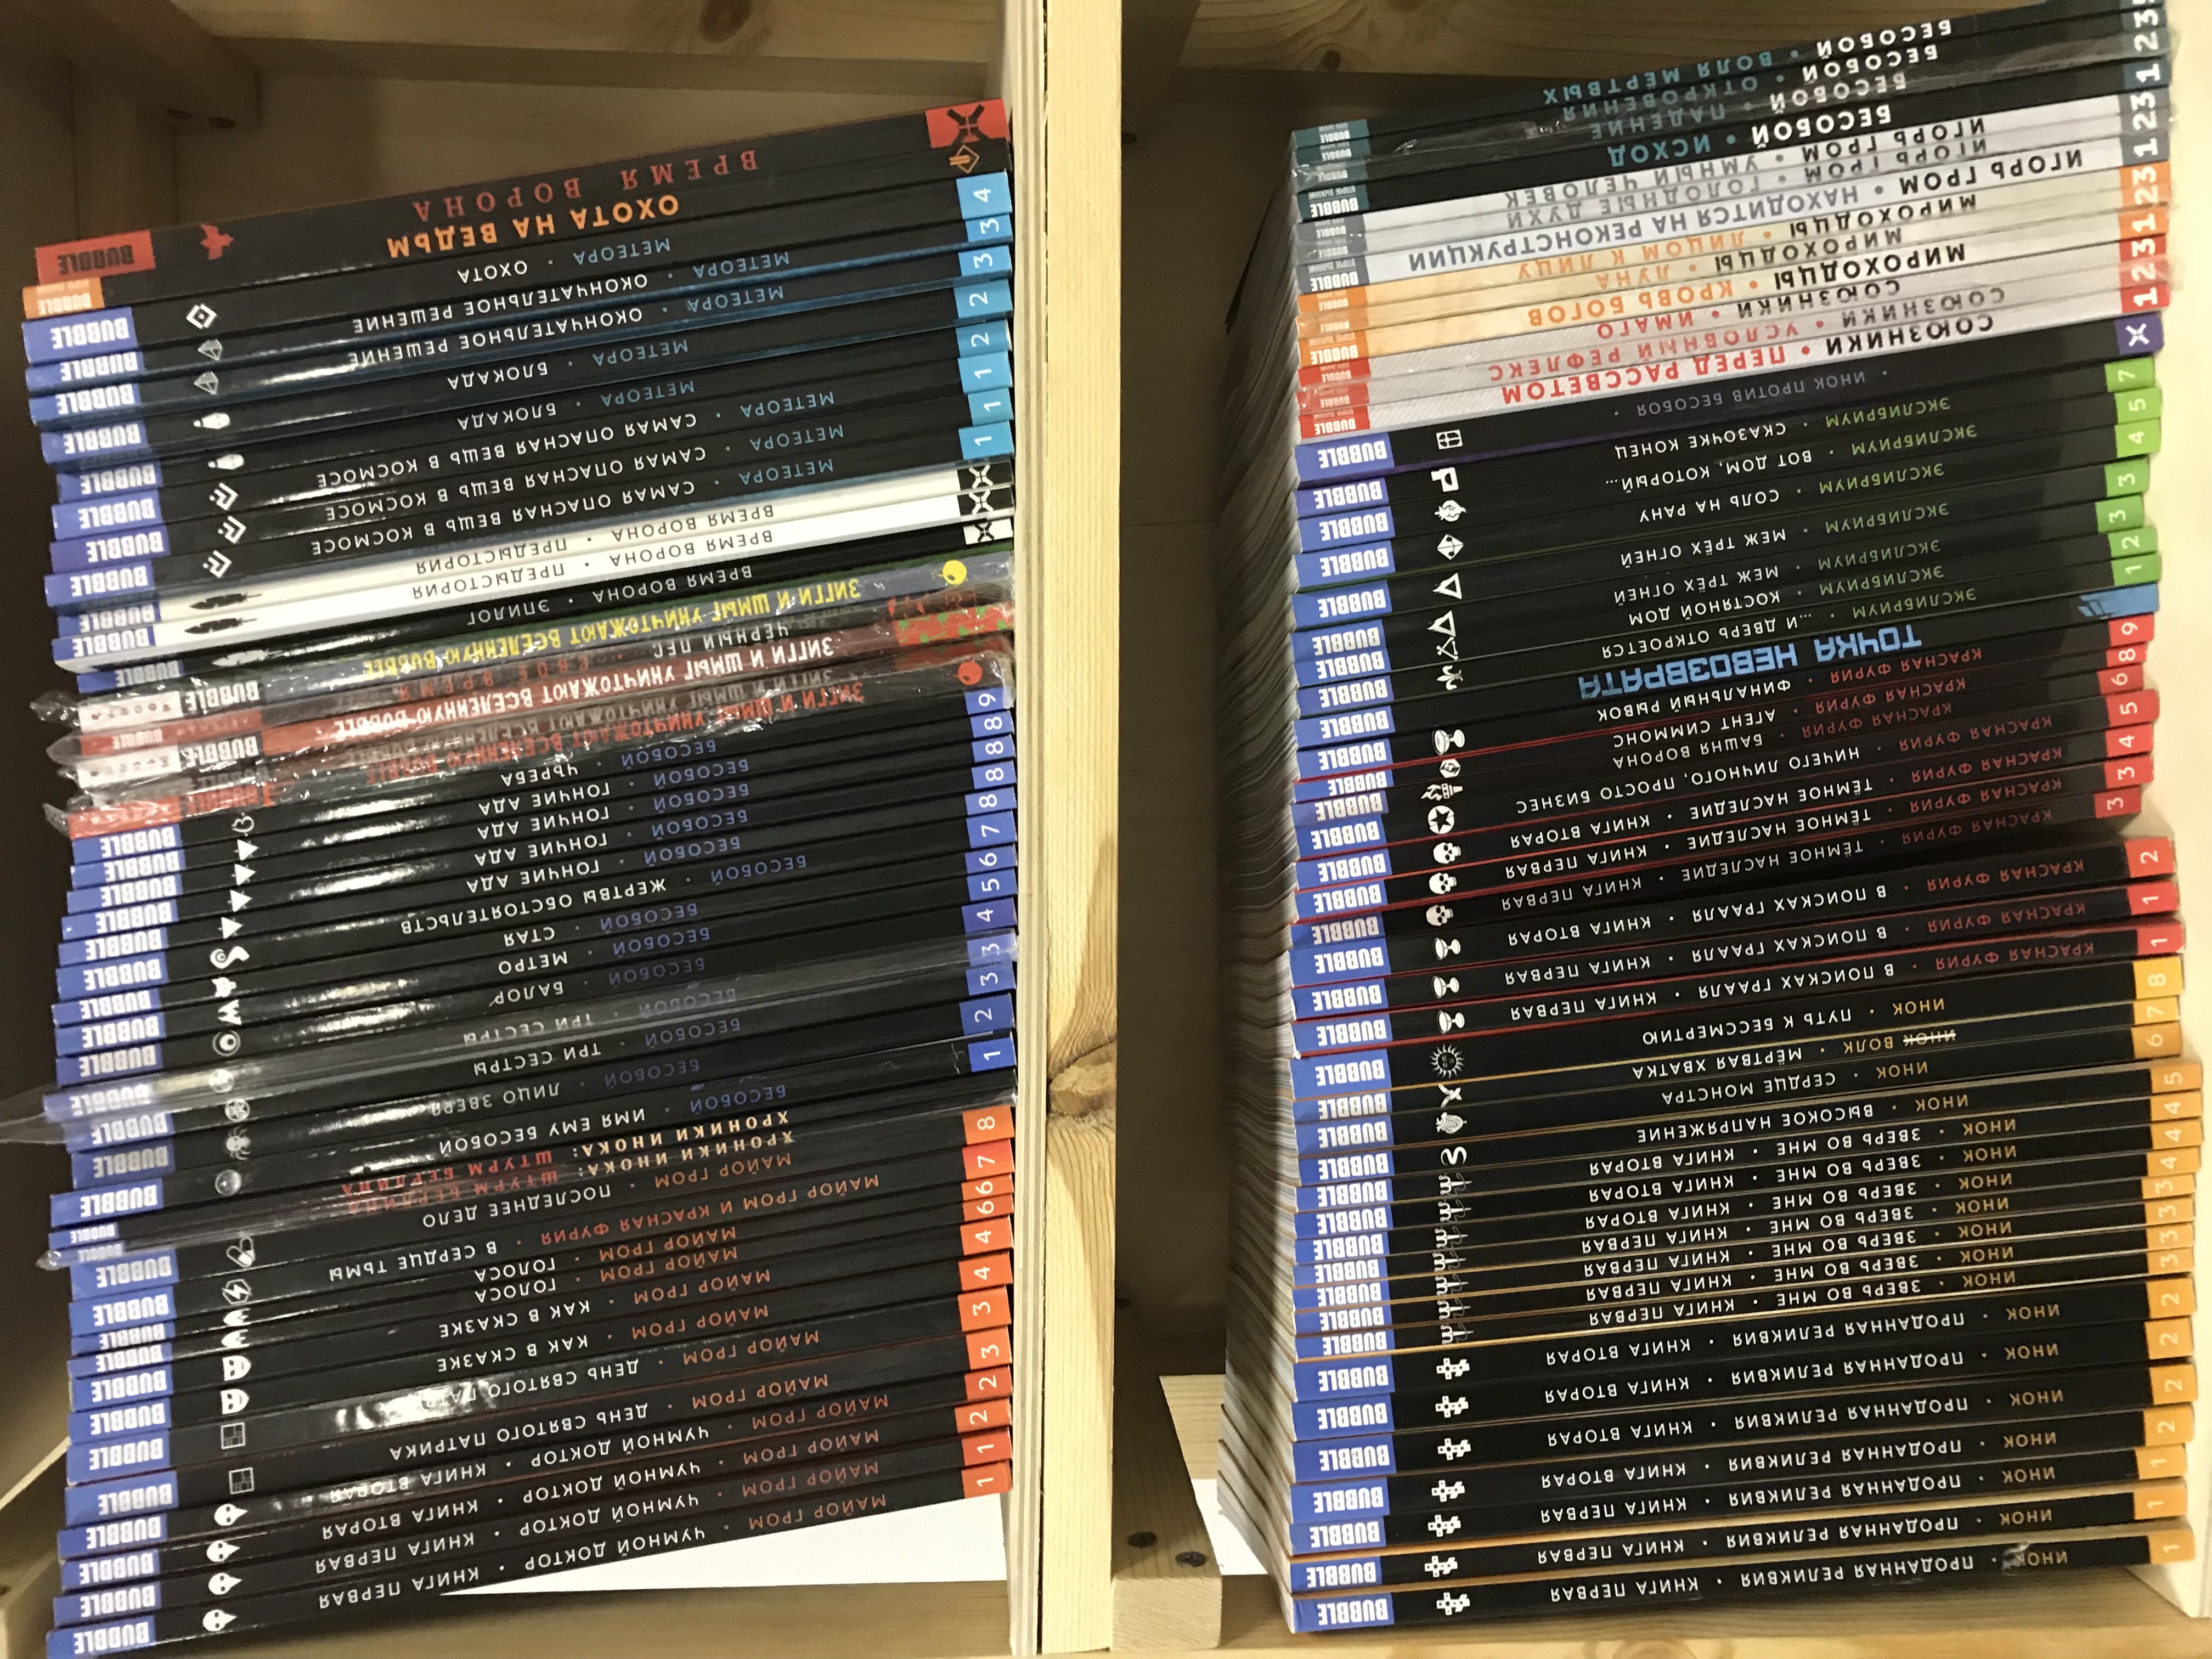 BUBBLE МАЙОР ГРОМ · ЧУМНОЙ ДОКТОР · КНИГА ПЕРВАЯ 1
BUBBLE МАЙОР ГРОМ · ЧУМНОЙ ДОКТОР · КНИГА ПЕРВАЯ 1
BUBBLE МАЙОР ГРОМ · ЧУМНОЙ ДОКТОР · КНИГА ВТОРАЯ 2
BUBBLE МАЙОР ГРОМ · ЧУМНОЙ ДОКТОР · КНИГА ВТОРАЯ 2
BUBBLE МАЙОР ГРОМ · ДЕНЬ СВЯТОГО ПАТРИКА 3
BUBBLE МАЙОР ГРОМ · ДЕНЬ СВЯТОГО 3
BUBBLE МАЙОР ГРОМ · КАК В СКАЗКЕ 4
BUBBLE МАЙОР ГРОМ · КАК В СКАЗКЕ 4
BUBBLE МАЙОР ГРОМ · ГОЛОСА 6
BUBBLE МАЙОР ГРОМ · ГОЛОСА 6
BUBBLE МАЙОР ГРОМ И КРАСНАЯ ФУРИЯ · В СЕРДЦЕ ТЬМЫ 7
BUBBLE МАЙОР ГРОМ · ПОСЛЕДНЕЕ ДЕЛО 8
BUBBLE ХРОНИКИ ИНОКА: ШТУРМ БЕРЛИНА
BUBBLE ХРОНИКИ ИНОКА: ШТУРМ БЕРЛИНА
BUBBLE БЕСОБОЙ · ИМЯ ЕМУ БЕСОБОЙ 1
BUBBLE БЕСОБОЙ · ЛИЦО ЗВЕРЯ 2
BUBBLE БЕСОБОЙ · ТРИ СЕСТРЫ 3
BUBBLE БЕСОБОЙ · ТРИ СЕСТРЫ 3
BUBBLE БЕСОБОЙ · БАЛОР 4
BUBBLE БЕСОБОЙ · МЕТРО 5
BUBBLE БЕСОБОЙ · СТАЯ 6
BUBBLE БЕСОБОЙ · ЖЕРТВЫ ОБСТОЯТЕЛЬСТВ 7
BUBBLE БЕСОБОЙ · ГОНЧИЕ АДА 8
BUBBLE БЕСОБОЙ · ГОНЧИЕ АДА 8
BUBBLE БЕСОБОЙ · ГОНЧИЕ АДА 8
BUBBLE БЕСОБОЙ · ГОНЧИЕ АДА 8
BUBBLE БЕСОБОЙ · ЧЬРЕБА 9
ЗИГГИ И ШМЫГ УНИЧТОЖАЮТ ВСЕЛЕННУЮ BUBBLE
ЗИГГИ И ШМЫГ УНИЧТОЖАЮТ ВСЕЛЕННУЮ BUBBLE
BUBBLE ЗИГГИ И ШМЫГ УНИЧТОЖАЮТ ВСЕЛЕННУЮ BUBBLE
ЧЕРНЫЙ ПЕС
BUBBLE ЗИГГИ И ШМЫГ УНИЧТОЖАЮТ ВСЕЛЕННУЮ BUBBLE
BUBBLE ВРЕМЯ ВОРОНА · ЭПИЛОГ
BUBBLE ВРЕМЯ ВОРОНА · ПРЕДЫСТОРИЯ
BUBBLE ВРЕМЯ ВОРОНА · ПРЕДЫСТОРИЯ
BUBBLE МЕТЕОРА · САМАЯ ОПАСНАЯ ВЕЩЬ В КОСМОСЕ 1
BUBBLE МЕТЕОРА · САМАЯ ОПАСНАЯ ВЕЩЬ В КОСМОСЕ 1
BUBBLE МЕТЕОРА · САМАЯ ОПАСНАЯ ВЕЩЬ В КОСМОСЕ 1
BUBBLE МЕТЕОРА · БЛОКАДА 2
BUBBLE МЕТЕОРА · БЛОКАДА 2
BUBBLE МЕТЕОРА · ОКОНЧАТЕЛЬНОЕ РЕШЕНИЕ 3
BUBBLE МЕТЕОРА · ОКОНЧАТЕЛЬНОЕ РЕШЕНИЕ 3
BUBBLE МЕТЕОРА · ОХОТА 4
BUBBLE ОХОТА НА ВЕДЬМ
BUBBLE ВРЕМЯ ВОРОНА
BUBBLE ИНОК · ПРОДАННАЯ РЕЛИКВИЯ · КНИГА ПЕРВАЯ 1
BUBBLE ИНОК · ПРОДАННАЯ РЕЛИКВИЯ · КНИГА ПЕРВАЯ 1
BUBBLE ИНОК · ПРОДАННАЯ РЕЛИКВИЯ · КНИГА ПЕРВАЯ 1
BUBBLE ИНОК · ПРОДАННАЯ РЕЛИКВИЯ · КНИГА ВТОРАЯ 2
BUBBLE ИНОК · ПРОДАННАЯ РЕЛИКВИЯ · КНИГА ВТОРАЯ 2
BUBBLE ИНОК · ПРОДАННАЯ РЕЛИКВИЯ · КНИГА ВТОРАЯ 2
BUBBLE ИНОК · ПРОДАННАЯ РЕЛИКВИЯ · КНИГА ВТОРАЯ 2
BUBBLE ИНОК · ЗВЕРЬ ВО МНЕ · КНИГА ПЕРВАЯ 3
BUBBLE ИНОК · ЗВЕРЬ ВО МНЕ · КНИГА ПЕРВАЯ 3
BUBBLE ИНОК · ЗВЕРЬ ВО МНЕ · КНИГА ПЕРВАЯ 3
BUBBLE ИНОК · ЗВЕРЬ ВО МНЕ · КНИГА ПЕРВАЯ 3
BUBBLE ИНОК · ЗВЕРЬ ВО МНЕ · КНИГА ВТОРАЯ 4
BUBBLE ИНОК · ЗВЕРЬ ВО МНЕ · КНИГА ВТОРАЯ 4
BUBBLE ИНОК · ЗВЕРЬ ВО МНЕ · КНИГА ВТОРАЯ 4
BUBBLE ИНОК · ВЫСОКОЕ НАПРЯЖЕНИЕ 5
BUBBLE ИНОК · СЕРДЦЕ МОНСТРА 6
BUBBLE ИНОК ВОЛК · МЁРТВАЯ ХВАТКА 7
BUBBLE ИНОК · ПУТЬ К БЕССМЕРТИЮ 8
BUBBLE КРАСНАЯ ФУРИЯ · В ПОИСКАХ ГРААЛЯ · КНИГА ПЕРВАЯ 1
BUBBLE КРАСНАЯ ФУРИЯ · В ПОИСКАХ ГРААЛЯ · КНИГА ПЕРВАЯ 1
BUBBLE КРАСНАЯ ФУРИЯ · В ПОИСКАХ ГРААЛЯ · КНИГА ВТОРАЯ 2
BUBBLE КРАСНАЯ ФУРИЯ · ТЁМНОЕ НАСЛЕДИЕ · КНИГА ПЕРВАЯ 3
BUBBLE КРАСНАЯ ФУРИЯ · ТЁМНОЕ НАСЛЕДИЕ · КНИГА ПЕРВАЯ 3
BUBBLE КРАСНАЯ ФУРИЯ · ТЁМНОЕ НАСЛЕДИЕ · КНИГА ВТОРАЯ 4
BUBBLE КРАСНАЯ ФУРИЯ · НИЧЕГО ЛИЧНОГО, ПРОСТО БИЗНЕС 5
BUBBLE КРАСНАЯ ФУРИЯ · БАШНЯ ВОРОНА 6
BUBBLE КРАСНАЯ ФУРИЯ · АГЕНТ СИММОНС 8
BUBBLE КРАСНАЯ ФУРИЯ · ФИНАЛЬНЫЙ РЫВОК 9
BUBBLE ТОЧКА НЕВОЗВРАТА
BUBBLE ЭКСЛИБРИУМ · ...И ДВЕРЬ ОТКРОЕТСЯ 1
BUBBLE ЭКСЛИБРИУМ · КОСТЯНОЙ ДОМ 2
BUBBLE ЭКСЛИБРИУМ · МЕЖ ТРЁХ ОГНЕЙ 3
BUBBLE ЭКСЛИБРИУМ · МЕЖ ТРЁХ ОГНЕЙ 3
BUBBLE ЭКСЛИБРИУМ · СОЛЬ НА РАНУ 4
BUBBLE ЭКСЛИБРИУМ · ВОТ ДОМ, КОТОРЫЙ... 5
BUBBLE ЭКСЛИБРИУМ · СКАЗОЧКЕ КОНЕЦ 7
BUBBLE · ИНОК ПРОТИВ БЕСОБОЯ ·
BUBBLE СОЮЗНИКИ · ПЕРЕД РАССВЕТОМ 1
СОЮЗНИКИ · УСЛОВНЫЙ РЕФЛЕКС 2
BUBBLE СОЮЗНИКИ · ИМАГО 3
BUBBLE МИРОХОДЦЫ · КРОВЬ БОГОВ 1
BUBBLE МИРОХОДЦЫ · ЛУНА 2
BUBBLE МИРОХОДЦЫ · ЛИЦОМ К ЛИЦУ 3
BUBBLE ИГОРЬ ГРОМ · НАХОДИТСЯ НА РЕКОНСТРУКЦИИ 1
BUBBLE ИГОРЬ ГРОМ · ГОЛОДНЫЕ ДУХИ 2
BUBBLE ИГОРЬ ГРОМ · УМНЫЙ ЧЕЛОВЕК 3
BUBBLE БЕСОБОЙ · ИСХОД 1
BUBBLE БЕСОБОЙ · ПАДЕНИЕ 2
BUBBLE БЕСОБОЙ · ОТКРОВЕНИЯ 3
BUBBLE БЕСОБОЙ · ВОЛЯ МЁРТВЫХ